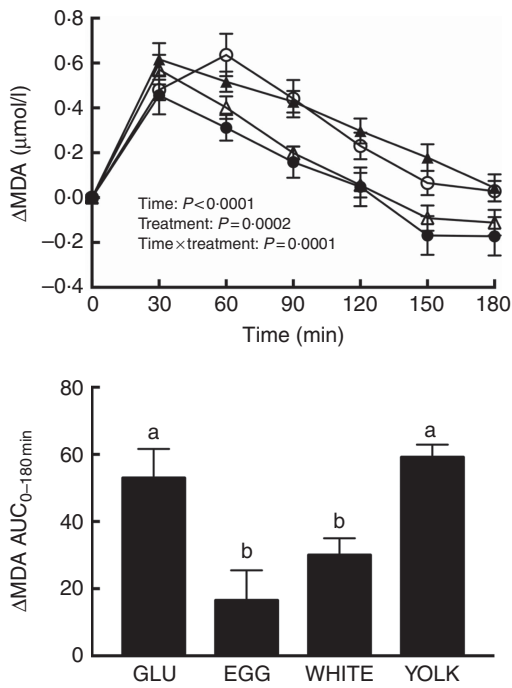 0·8
0·6
0·4
0·2
0·0
–0·2
–0·4
ΔMDA (μmol/l)
Time: P<0·0001
Treatment: P=0·0002
Time×treatment: P=0·0001
0 30 60 90 120 150 180
Time (min)
80
60
40
20
0
ΔMDA AUC0–180 min
a b b a
GLU EGG WHITE YOLK